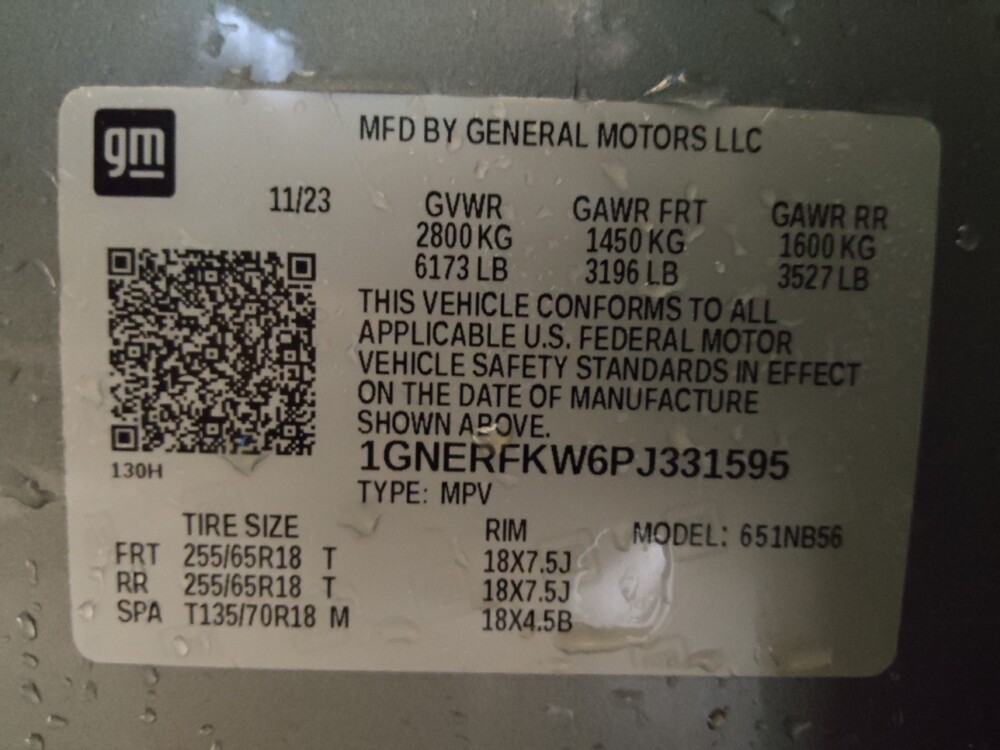 gm
MFD BY GENERAL MOTORS LLC
11/23
GVWR GAWR FRT GAWR RR
2800 KG 1450 KG 1600 KG
6173 LB 3196 LB 3527 LB
THIS VEHICLE CONFORMS TO ALL
APPLICABLE U.S. FEDERAL MOTOR
VEHICLE SAFETY STANDARDS IN EFFECT
ON THE DATE OF MANUFACTURE
SHOWN ABOVE.
130H
1GNERFKW6PJ331595
TYPE: MPV
TIRE SIZE RIM MODEL: 651NB56
FRT 255/65R18 T 18X7.5J
RR 255/65R18 T 18X7.5J
SPA T135/70R18 M 18X4.5B